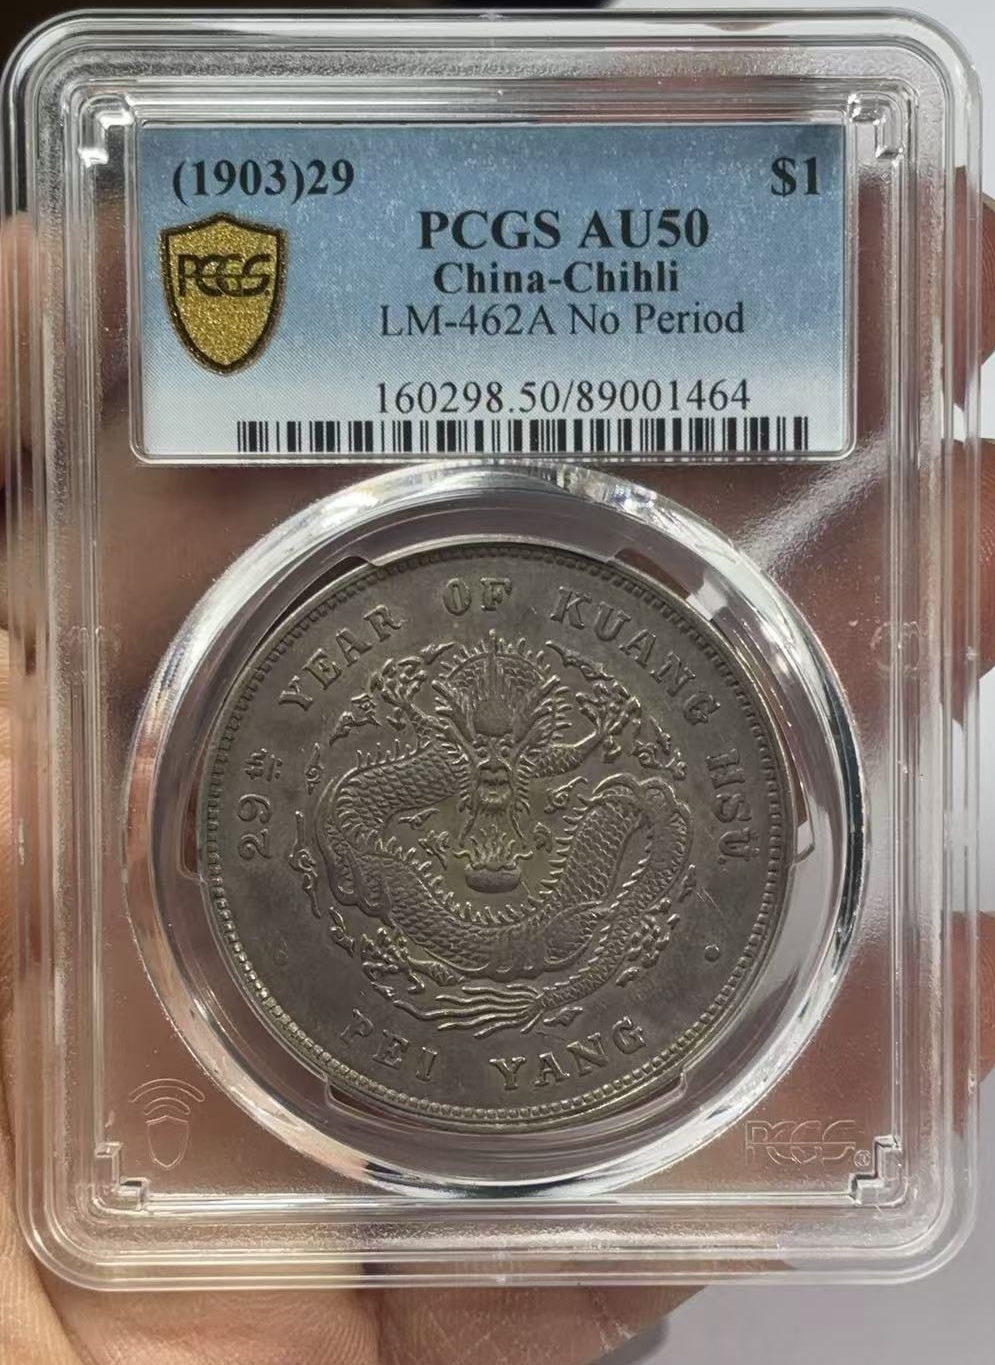 (1903)29 $1
PCGS AU50
China-Chihli
LM-462A No Period
160298.50/89001464
PCGS
29th YEAR OF KUANG HSÜ.
PEI YANG
PCGS